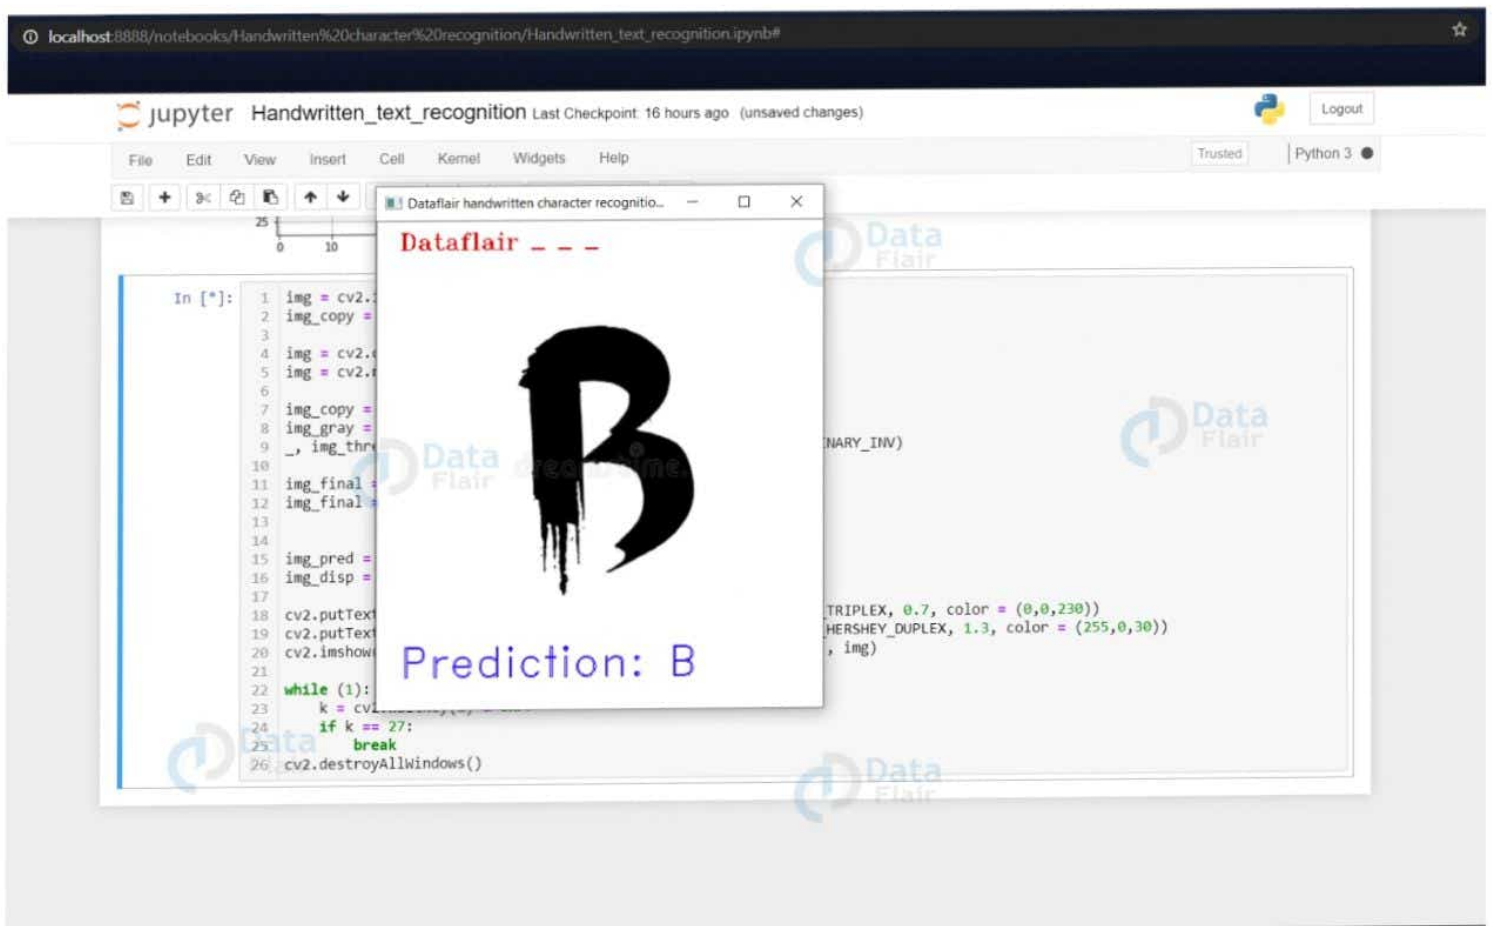 localhost:8888/notebooks/Handwritten%20character%20recognition/Handwritten_text_recognition.ipynb#
jupyter Handwritten_text_recognition Last Checkpoint: 16 hours ago (unsaved changes)
Logout
File Edit View Insert Cell Kernel Widgets Help
Trusted | Python 3
Dataflair handwritten character recognitio...
25
0 10
Dataflair _ _ _
Data Flair
In [*]:
1 img = cv2.
2 img_copy =
3
4 img = cv2.
5 img = cv2.
6
7 img_copy =
8 img_gray =
9 _, img_thr NARY_INV)
10
11 img_final =
12 img_final =
13
14
15 img_pred =
16 img_disp =
17
18 cv2.putText TRIPLEX, 0.7, color = (0,0,230))
19 cv2.putText HERSHEY_DUPLEX, 1.3, color = (255,0,30))
20 cv2.imshow , img)
21
22 while (1):
23 k = cv2.
24 if k == 27:
25 break
26 cv2.destroyAllWindows()
B
Prediction: B
Data Flair
Data Flair
Data
Data Flair